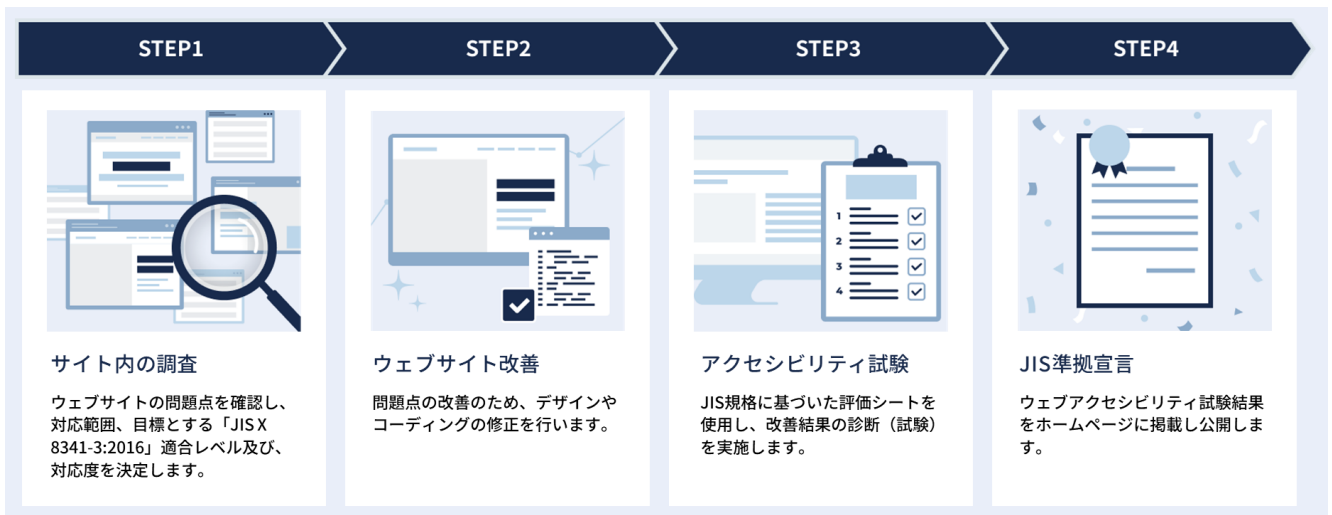 STEP1
STEP2
STEP3
STEP4
サイト内の調査
ウェブサイトの問題点を確認し、
対応範囲、目標とする「JIS X
8341-3:2016」適合レベル及び、
対応度を決定します。
ウェブサイト改善
問題点の改善のため、デザインや
コーディングの修正を行います。
1
2
3
4
アクセシビリティ試験
JIS規格に基づいた評価シートを
使用し、改善結果の診断（試験）
を実施します。
JIS準拠宣言
ウェブアクセシビリティ試験結果
をホームページに掲載し公開しま
す。